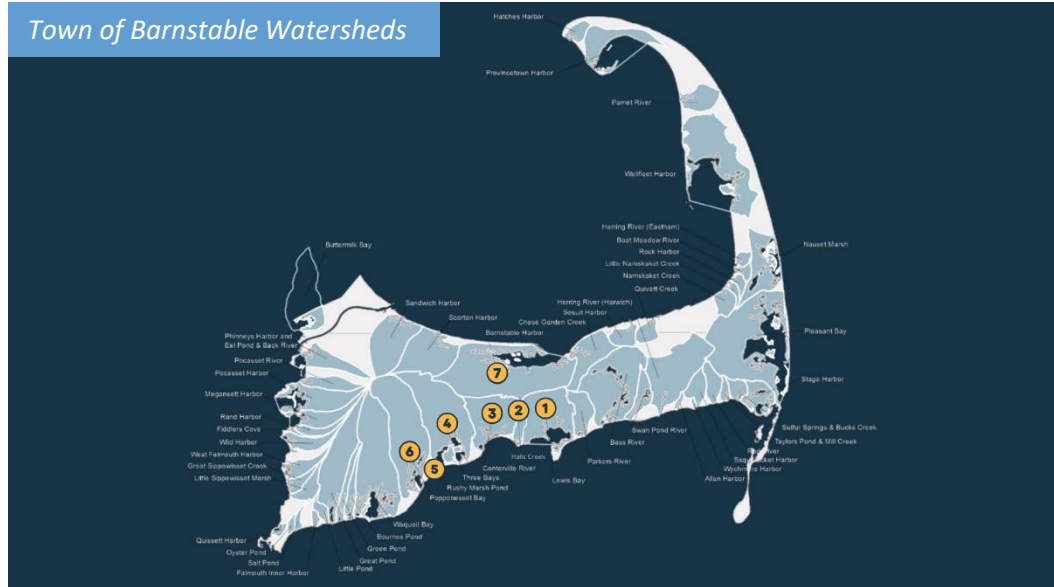 Town of Barnstable Watersheds
Hatches Harbor
Provincetown Harbor
Pamet River
Wellfleet Harbor
Herring River (Eastham)
Boat Meadow River
Rock Harbor
Little Namskaket Creek
Namskaket Creek
Quivett Creek
Nauset Marsh
Buttermilk Bay
Herring River (Harwich)
Sesuit Harbor
Chase Garden Creek
Barnstable Harbor
Sandwich Harbor
Scorton Harbor
Pleasant Bay
Stage Harbor
Phinneys Harbor and
Eel Pond & Back River
Pocasset River
Pocasset Harbor
Megansett Harbor
Rand Harbor
Fiddlers Cove
Wild Harbor
West Falmouth Harbor
Great Sippewisset Creek
Little Sippewisset Marsh
7
4
3
2
1
6
5
Halls Creek
Centerville River
Three Bays
Rushy Marsh Pond
Popponesset Bay
Lewis Bay
Parkers River
Bass River
Swan Pond River
Sulfur Springs & Bucks Creek
Taylors Pond & Mill Creek
Wychmere Harbor
Allen Harbor
Waquoit Bay
Bournes Pond
Green Pond
Great Pond
Little Pond
Quissett Harbor
Oyster Pond
Salt Pond
Falmouth Inner Harbor